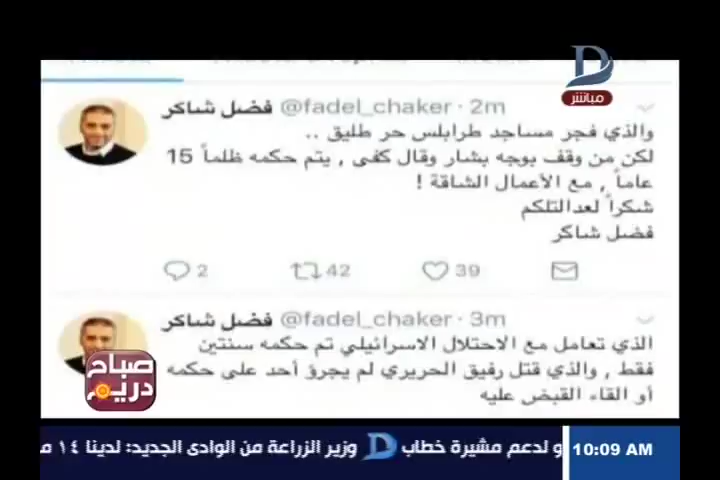 مباشر
فضل شاكر @fadel_chaker · 2m
والذي فجر مساجد طرابلس حر طليق ..
لكن من وقف بوجه بشار وقال كفى , يتم حكمه ظلماً 15
عاماً , مع الأعمال الشاقة !
شكراً لعدالتلكم
فضل شاكر
2 42 39
فضل شاكر @fadel_chaker · 3m
الذي تعامل مع الاحتلال الاسرائيلي تم حكمه سنتين
فقط , والذي قتل رفيق الحريري لم يجرؤ أحد على حكمه
أو القاء القبض عليه
صباح
دريم
و لدعم مشيرة خطاب D وزير الزراعة من الوادى الجديد: لدينا ١٤ م
10:09 AM